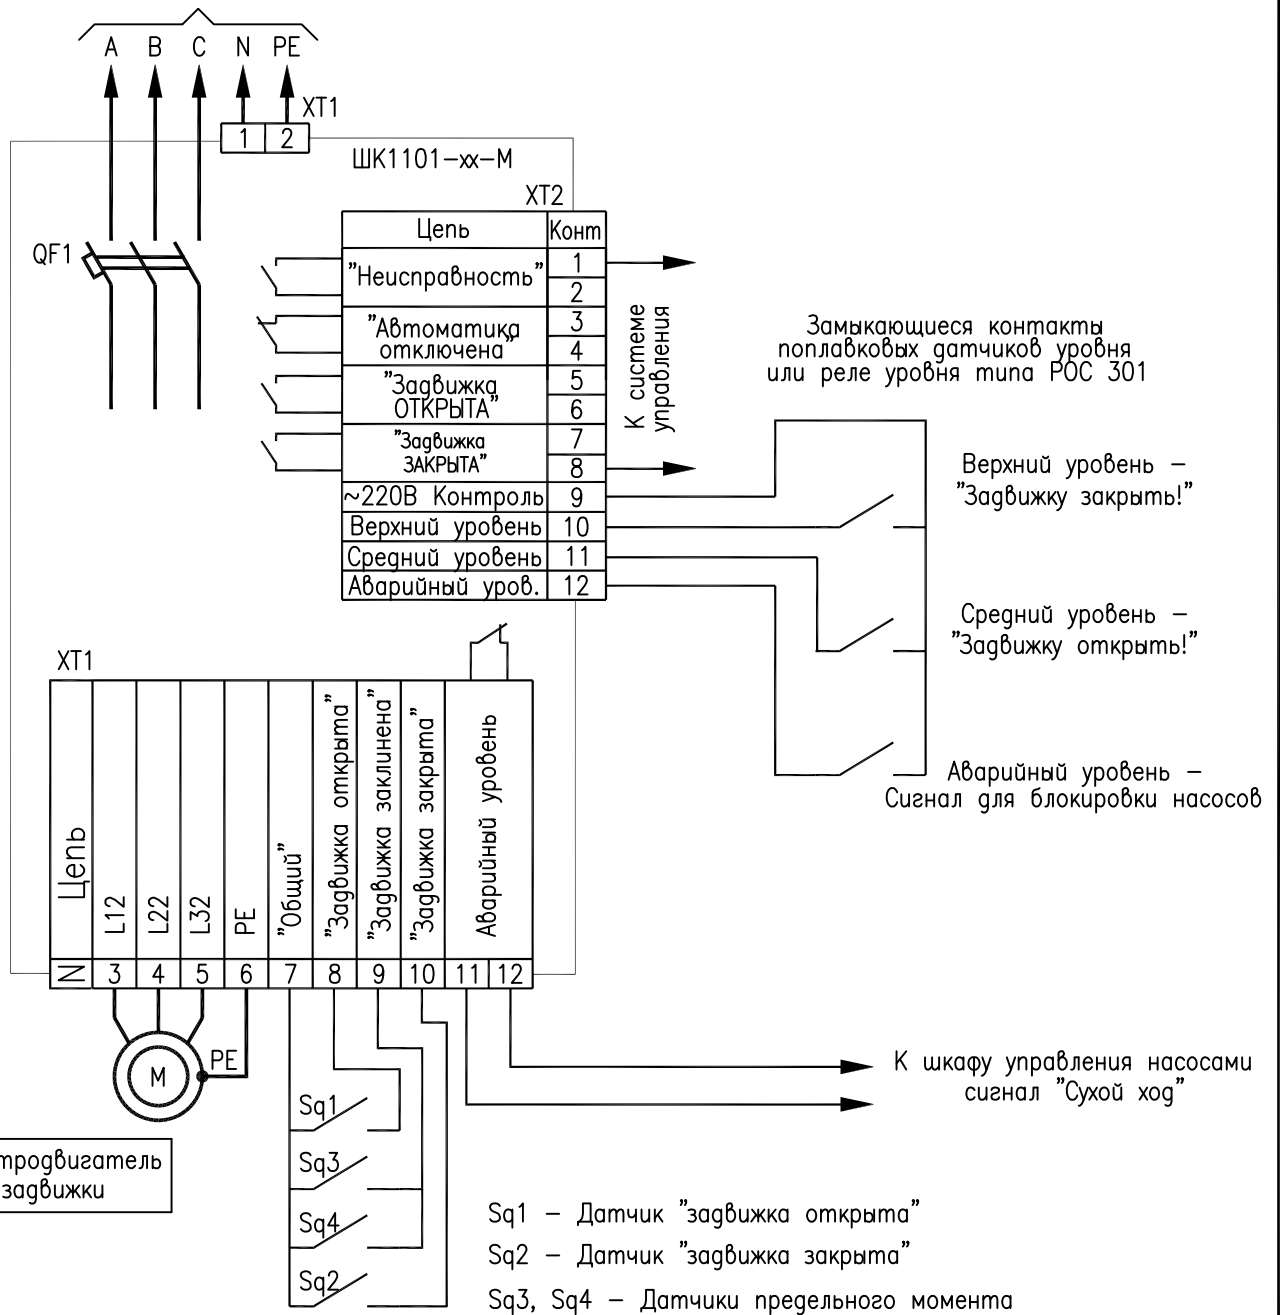 A B C N PE
XT1
1 2
ШК1101-xx-М
XT2
QF1
Цепь Конт
"Неисправность" 1
2
"Автоматика 3
отключена" 4
"Задвижка 5
ОТКРЫТА" 6
"Задвижка 7
ЗАКРЫТА" 8
~220В Контроль 9
Верхний уровень 10
Средний уровень 11
Аварийный уров. 12
К системе
управления
Замыкающиеся контакты
поплавковых датчиков уровня
или реле уровня типа РОС 301
Верхний уровень –
"Задвижку закрыть!"
Средний уровень –
"Задвижку открыть!"
Аварийный уровень –
Сигнал для блокировки насосов
XT1
Цепь
L12
L22
L32
PE
"Общий"
"Задвижка открыта"
"Задвижка заклинена"
"Задвижка закрыта"
Аварийный уровень
N 3 4 5 6 7 8 9 10 11 12
PE
M
К шкафу управления насосами
сигнал "Сухой ход"
Sq1
Sq3
Sq4
Sq2
задвижки
Sq1 – Датчик "задвижка открыта"
Sq2 – Датчик "задвижка закрыта"
Sq3, Sq4 – Датчики предельного момента